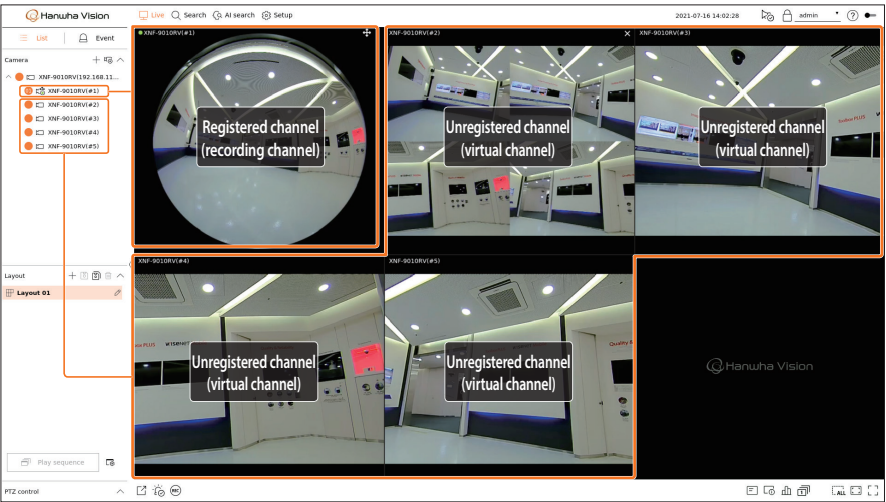 Hanwha Vision
Live
Search
AI search
Setup
2021-07-16 14:02:28
admin
List
Event
Camera
XNF-9010RV(192.168.11...
XNF-9010RV(#1)
XNF-9010RV(#2)
XNF-9010RV(#3)
XNF-9010RV(#4)
XNF-9010RV(#5)
XNF-9010RV(#1)
Registered channel
(recording channel)
XNF-9010RV(#2)
Unregistered channel
(virtual channel)
XNF-9010RV(#3)
Unregistered channel
(virtual channel)
Layout
Layout 01
XNF-9010RV(#4)
PLUS WISENET
Unregistered channel
(virtual channel)
XNF-9010RV(#5)
Quality &
Unregistered channel
(virtual channel)
Hanwha Vision
Play sequence
PTZ control
REC
ALL